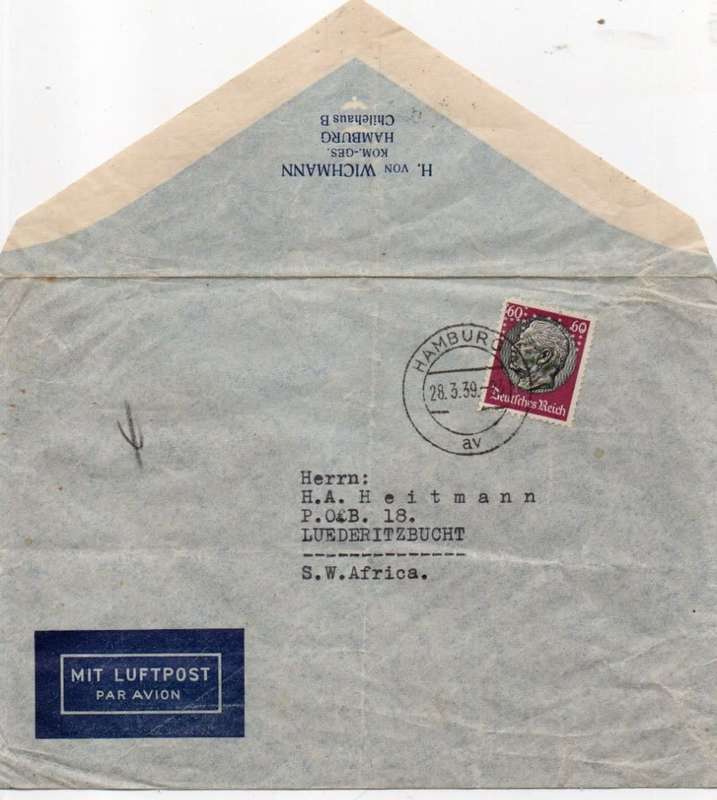 H. VON WICHMANN
KOM.-GES.
HAMBURG
Chilehaus B
60 60
Deutsches Reich
HAMBURG
28.3.39.
av
Herrn:
H.A. Heitmann
P.O&B. 18.
LUEDERITZBUCHT
--------------
S.W.Africa.
MIT LUFTPOST
PAR AVION